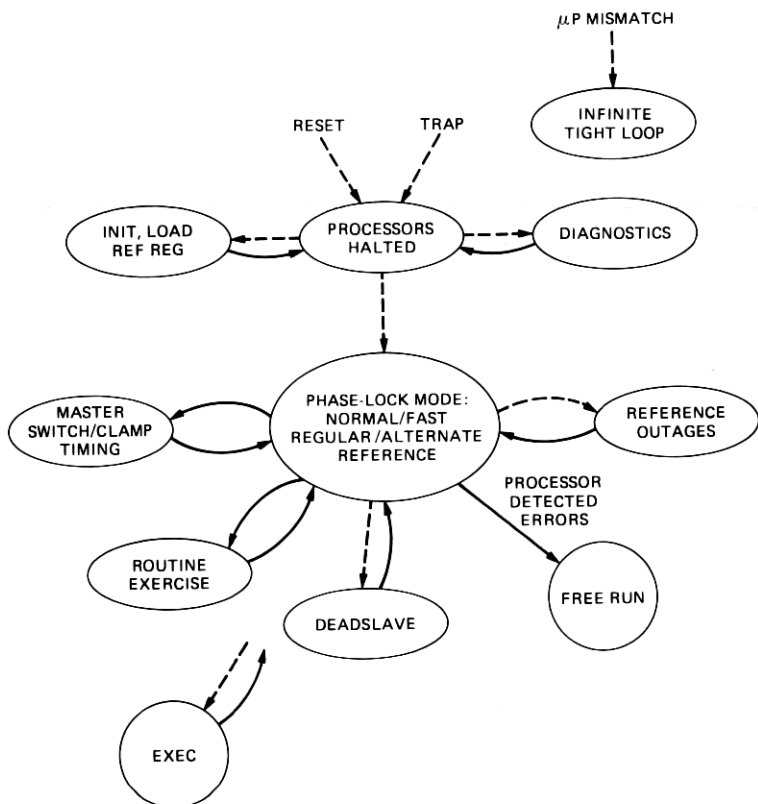 μP MISMATCH
INFINITE
TIGHT LOOP
RESET
TRAP
INIT, LOAD
REF REG
PROCESSORS
HALTED
DIAGNOSTICS
PHASE-LOCK MODE:
NORMAL/FAST
REGULAR/ALTERNATE
REFERENCE
MASTER
SWITCH/CLAMP
TIMING
REFERENCE
OUTAGES
PROCESSOR
DETECTED
ERRORS
ROUTINE
EXERCISE
DEADSLAVE
FREE RUN
EXEC